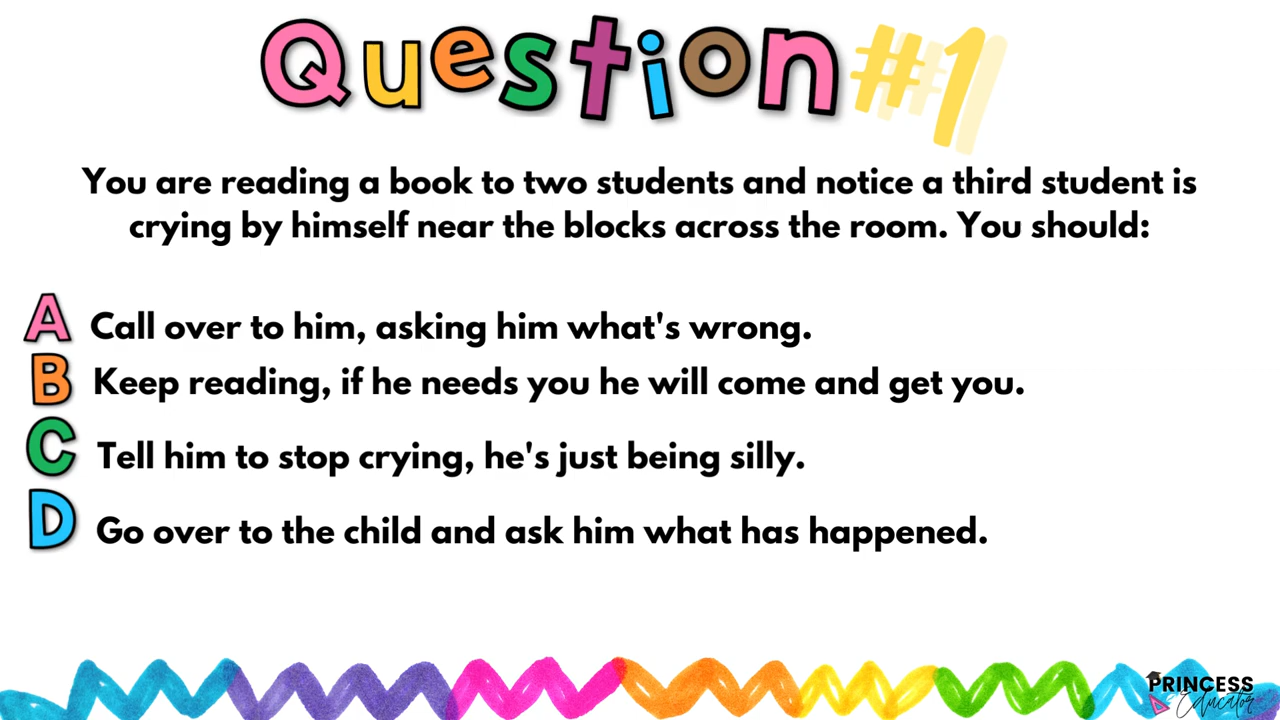 Question #1
You are reading a book to two students and notice a third student is
crying by himself near the blocks across the room. You should:
A Call over to him, asking him what's wrong.
B Keep reading, if he needs you he will come and get you.
C Tell him to stop crying, he's just being silly.
D Go over to the child and ask him what has happened.
PRINCESS
Educator